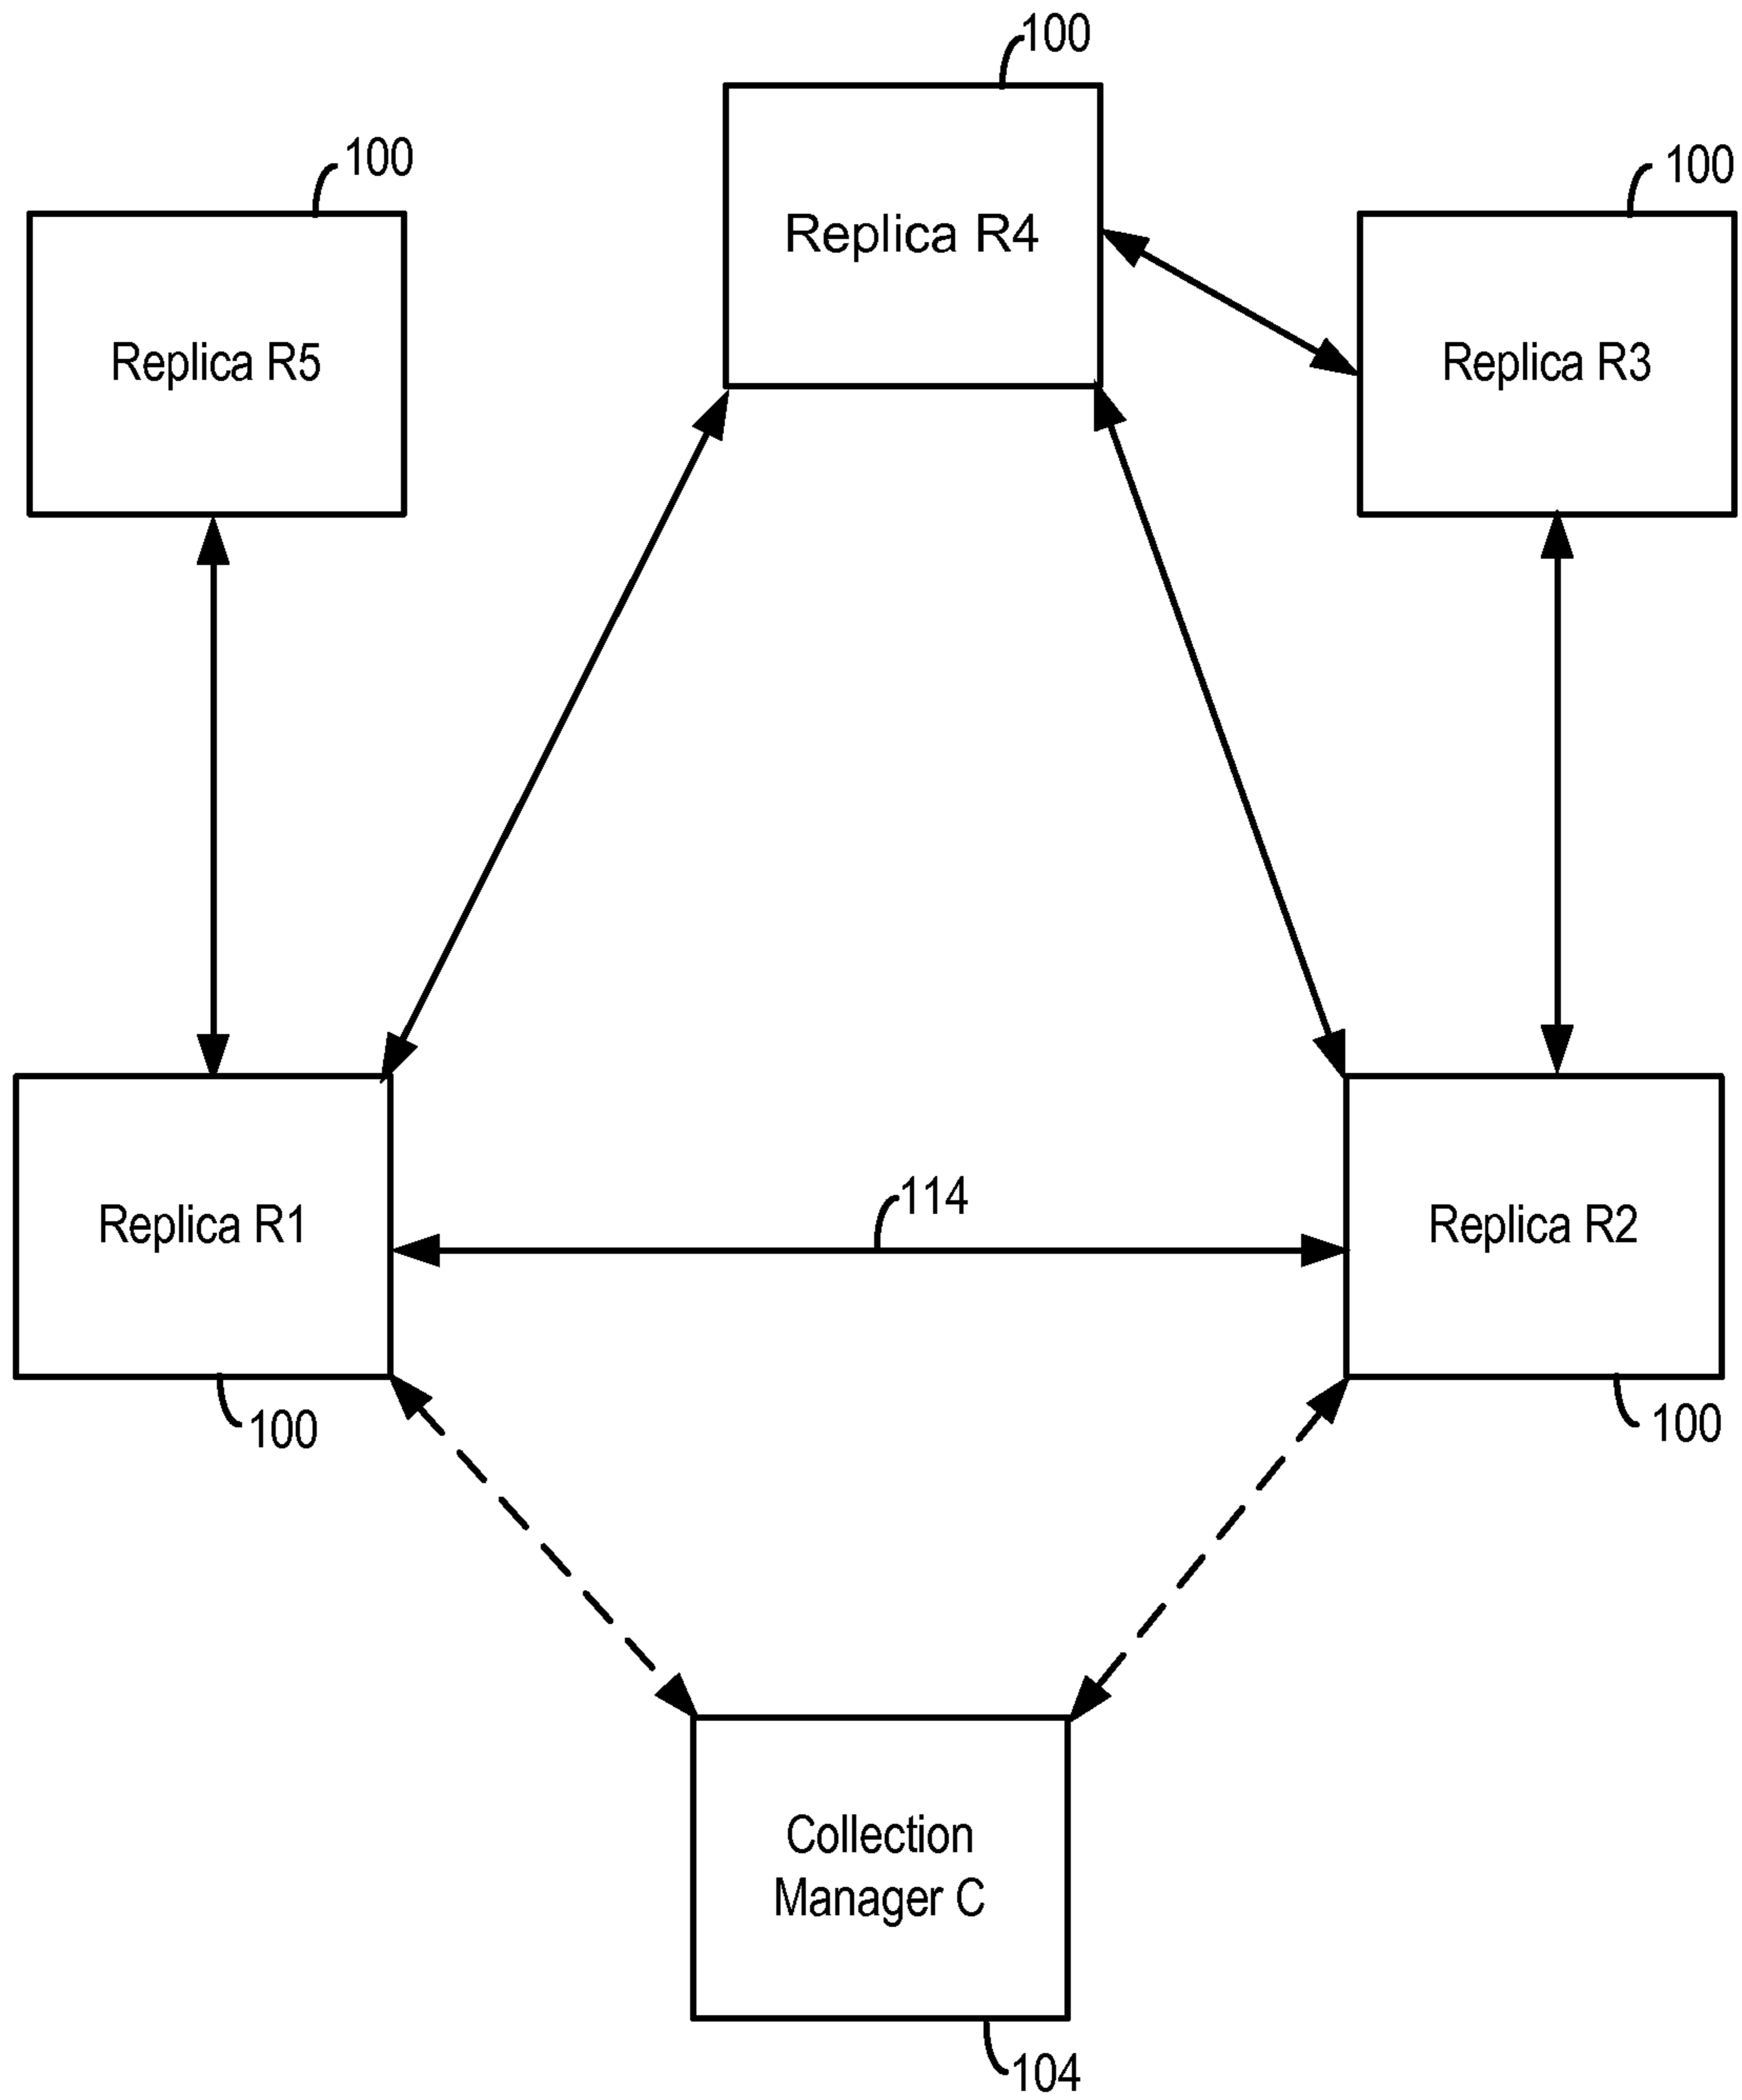 100
100
100
Replica R4
Replica R5
Replica R3
114
Replica R1
Replica R2
100
100
Collection
Manager C
104